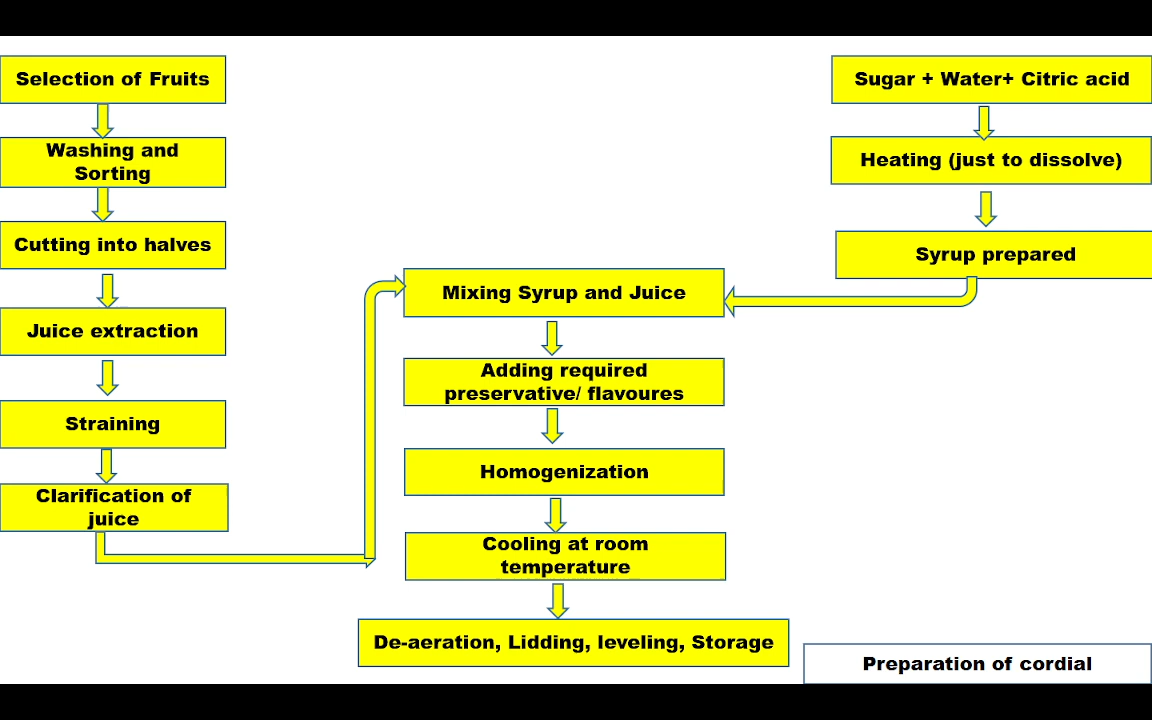 Selection of Fruits
Washing and
Sorting
Cutting into halves
Juice extraction
Straining
Clarification of
juice
Sugar + Water+ Citric acid
Heating (just to dissolve)
Syrup prepared
Mixing Syrup and Juice
Adding required
preservative/ flavoures
Homogenization
Cooling at room
temperature
De-aeration, Lidding, leveling, Storage
Preparation of cordial